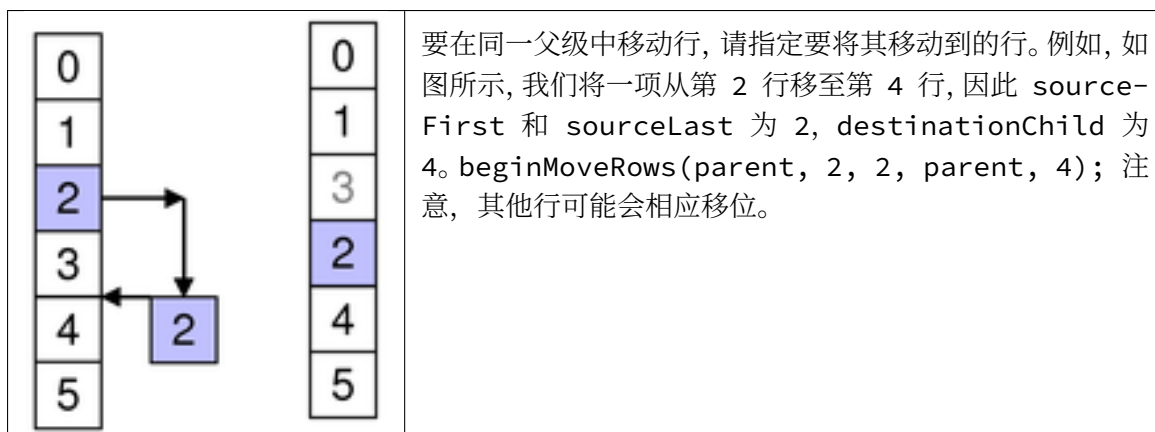 0
1
2
3
4
2
5
0
1
3
2
4
5
要在同一父级中移动行, 请指定要将其移动到的行。例如, 如
图所示, 我们将一项从第 2 行移至第 4 行, 因此 source-
First 和 sourceLast 为 2, destinationChild 为
4。beginMoveRows(parent, 2, 2, parent, 4); 注
意, 其他行可能会相应移位。